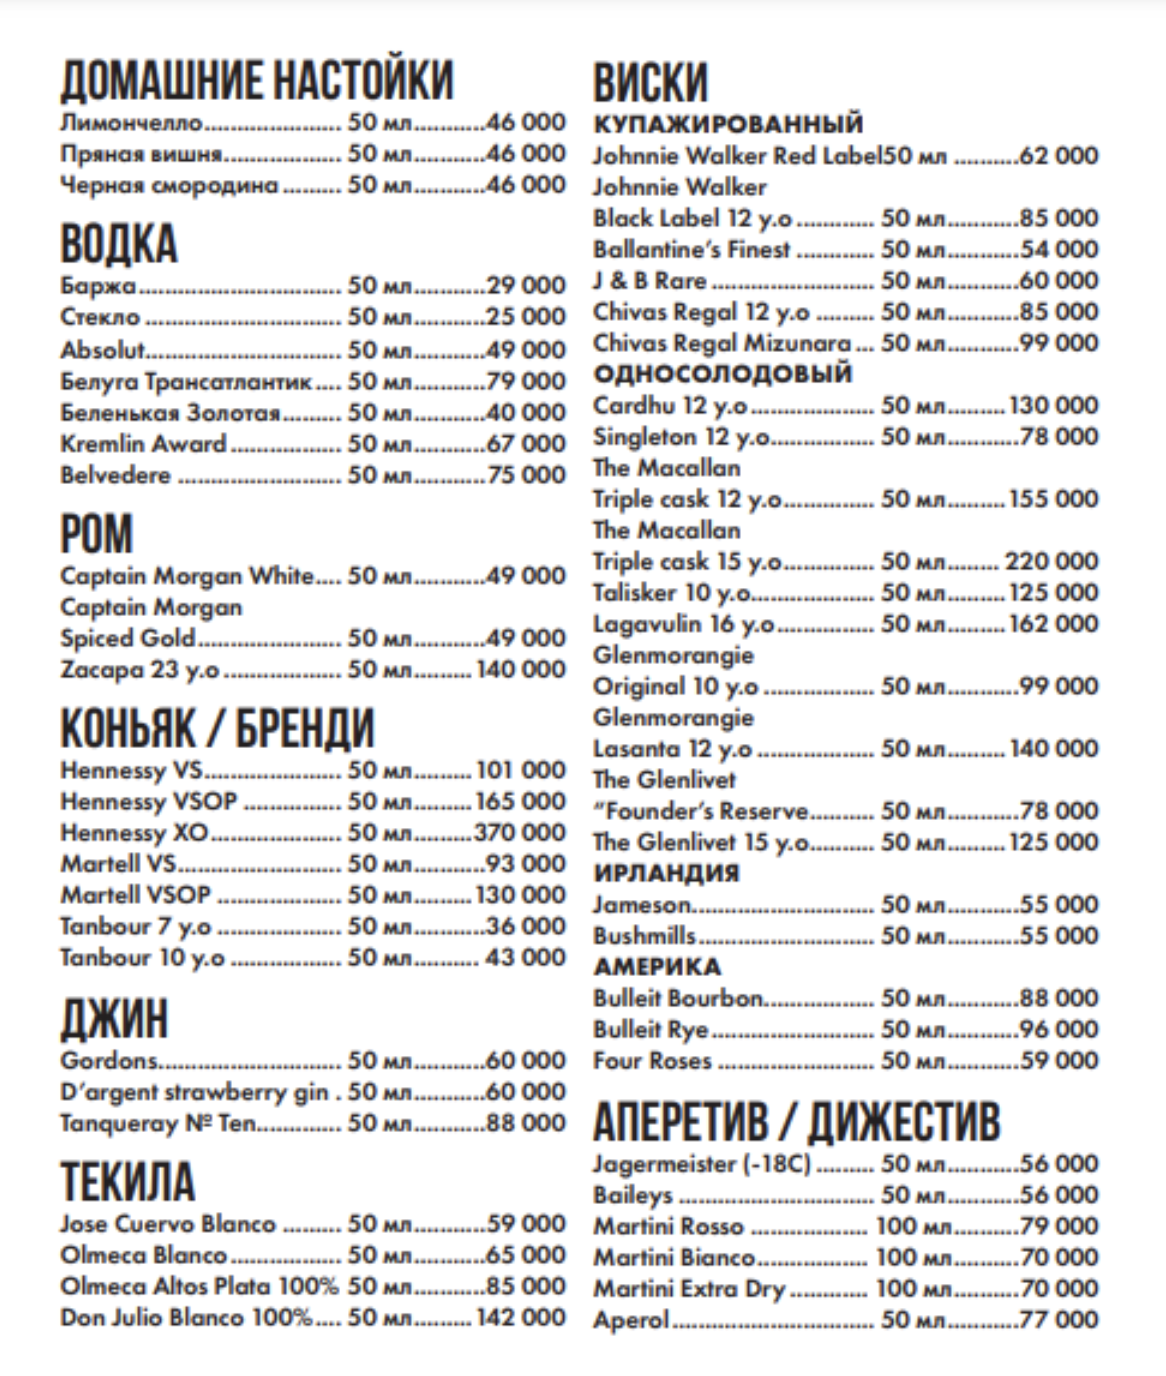 ДОМАШНИЕ НАСТОЙКИ
Лимончелло..................... 50 мл...........46 000
Пряная вишня.................. 50 мл...........46 000
Черная смородина ......... 50 мл...........46 000
ВОДКА
Баржа............................... 50 мл...........29 000
Стекло .............................. 50 мл...........25 000
Absolut.............................. 50 мл...........49 000
Белуга Трансатлантик.... 50 мл...........79 000
Беленькая Золотая......... 50 мл...........40 000
Kremlin Award................. 50 мл...........67 000
Belvedere ......................... 50 мл...........75 000
РОМ
Captain Morgan White.... 50 мл...........49 000
Captain Morgan
Spiced Gold...................... 50 мл...........49 000
Zacapa 23 y.o .................. 50 мл......... 140 000
КОНЬЯК / БРЕНДИ
Hennessy VS..................... 50 мл......... 101 000
Hennessy VSOP ............... 50 мл......... 165 000
Hennessy XO.................... 50 мл.........370 000
Martell VS......................... 50 мл...........93 000
Martell VSOP ................... 50 мл......... 130 000
Tanbour 7 y.o ................... 50 мл...........36 000
Tanbour 10 y.o ................. 50 мл.......... 43 000
ДЖИН
Gordons............................ 50 мл...........60 000
D’argent strawberry gin . 50 мл...........60 000
Tanqueray № Ten............. 50 мл...........88 000
ТЕКИЛА
Jose Cuervo Blanco ......... 50 мл...........59 000
Olmeca Blanco................. 50 мл...........65 000
Olmeca Altos Plata 100% 50 мл...........85 000
Don Julio Blanco 100%.... 50 мл......... 142 000
ВИСКИ
КУПАЖИРОВАННЫЙ
Johnnie Walker Red Label50 мл ..........62 000
Johnnie Walker
Black Label 12 y.o ............ 50 мл...........85 000
Ballantine’s Finest ............ 50 мл...........54 000
J & B Rare ......................... 50 мл...........60 000
Chivas Regal 12 y.o ......... 50 мл...........85 000
Chivas Regal Mizunara ... 50 мл...........99 000
ОДНОСОЛОДОВЫЙ
Cardhu 12 y.o ................... 50 мл......... 130 000
Singleton 12 y.o................ 50 мл...........78 000
The Macallan
Triple cask 12 y.o.............. 50 мл......... 155 000
The Macallan
Triple cask 15 y.o.............. 50 мл........ 220 000
Talisker 10 y.o................... 50 мл......... 125 000
Lagavulin 16 y.o............... 50 мл......... 162 000
Glenmorangie
Original 10 y.o ................. 50 мл...........99 000
Glenmorangie
Lasanta 12 y.o .................. 50 мл......... 140 000
The Glenlivet
“Founder’s Reserve.......... 50 мл...........78 000
The Glenlivet 15 y.o.......... 50 мл......... 125 000
ИРЛАНДИЯ
Jameson............................ 50 мл...........55 000
Bushmills........................... 50 мл...........55 000
АМЕРИКА
Bulleit Bourbon................. 50 мл...........88 000
Bulleit Rye......................... 50 мл...........96 000
Four Roses ........................ 50 мл...........59 000
АПЕРЕТИВ / ДИЖЕСТИВ
Jagermeister (-18C) ......... 50 мл...........56 000
Baileys .............................. 50 мл...........56 000
Martini Rosso .................. 100 мл..........79 000
Martini Bianco................. 100 мл..........70 000
Martini Extra Dry............ 100 мл..........70 000
Aperol............................... 50 мл...........77 000